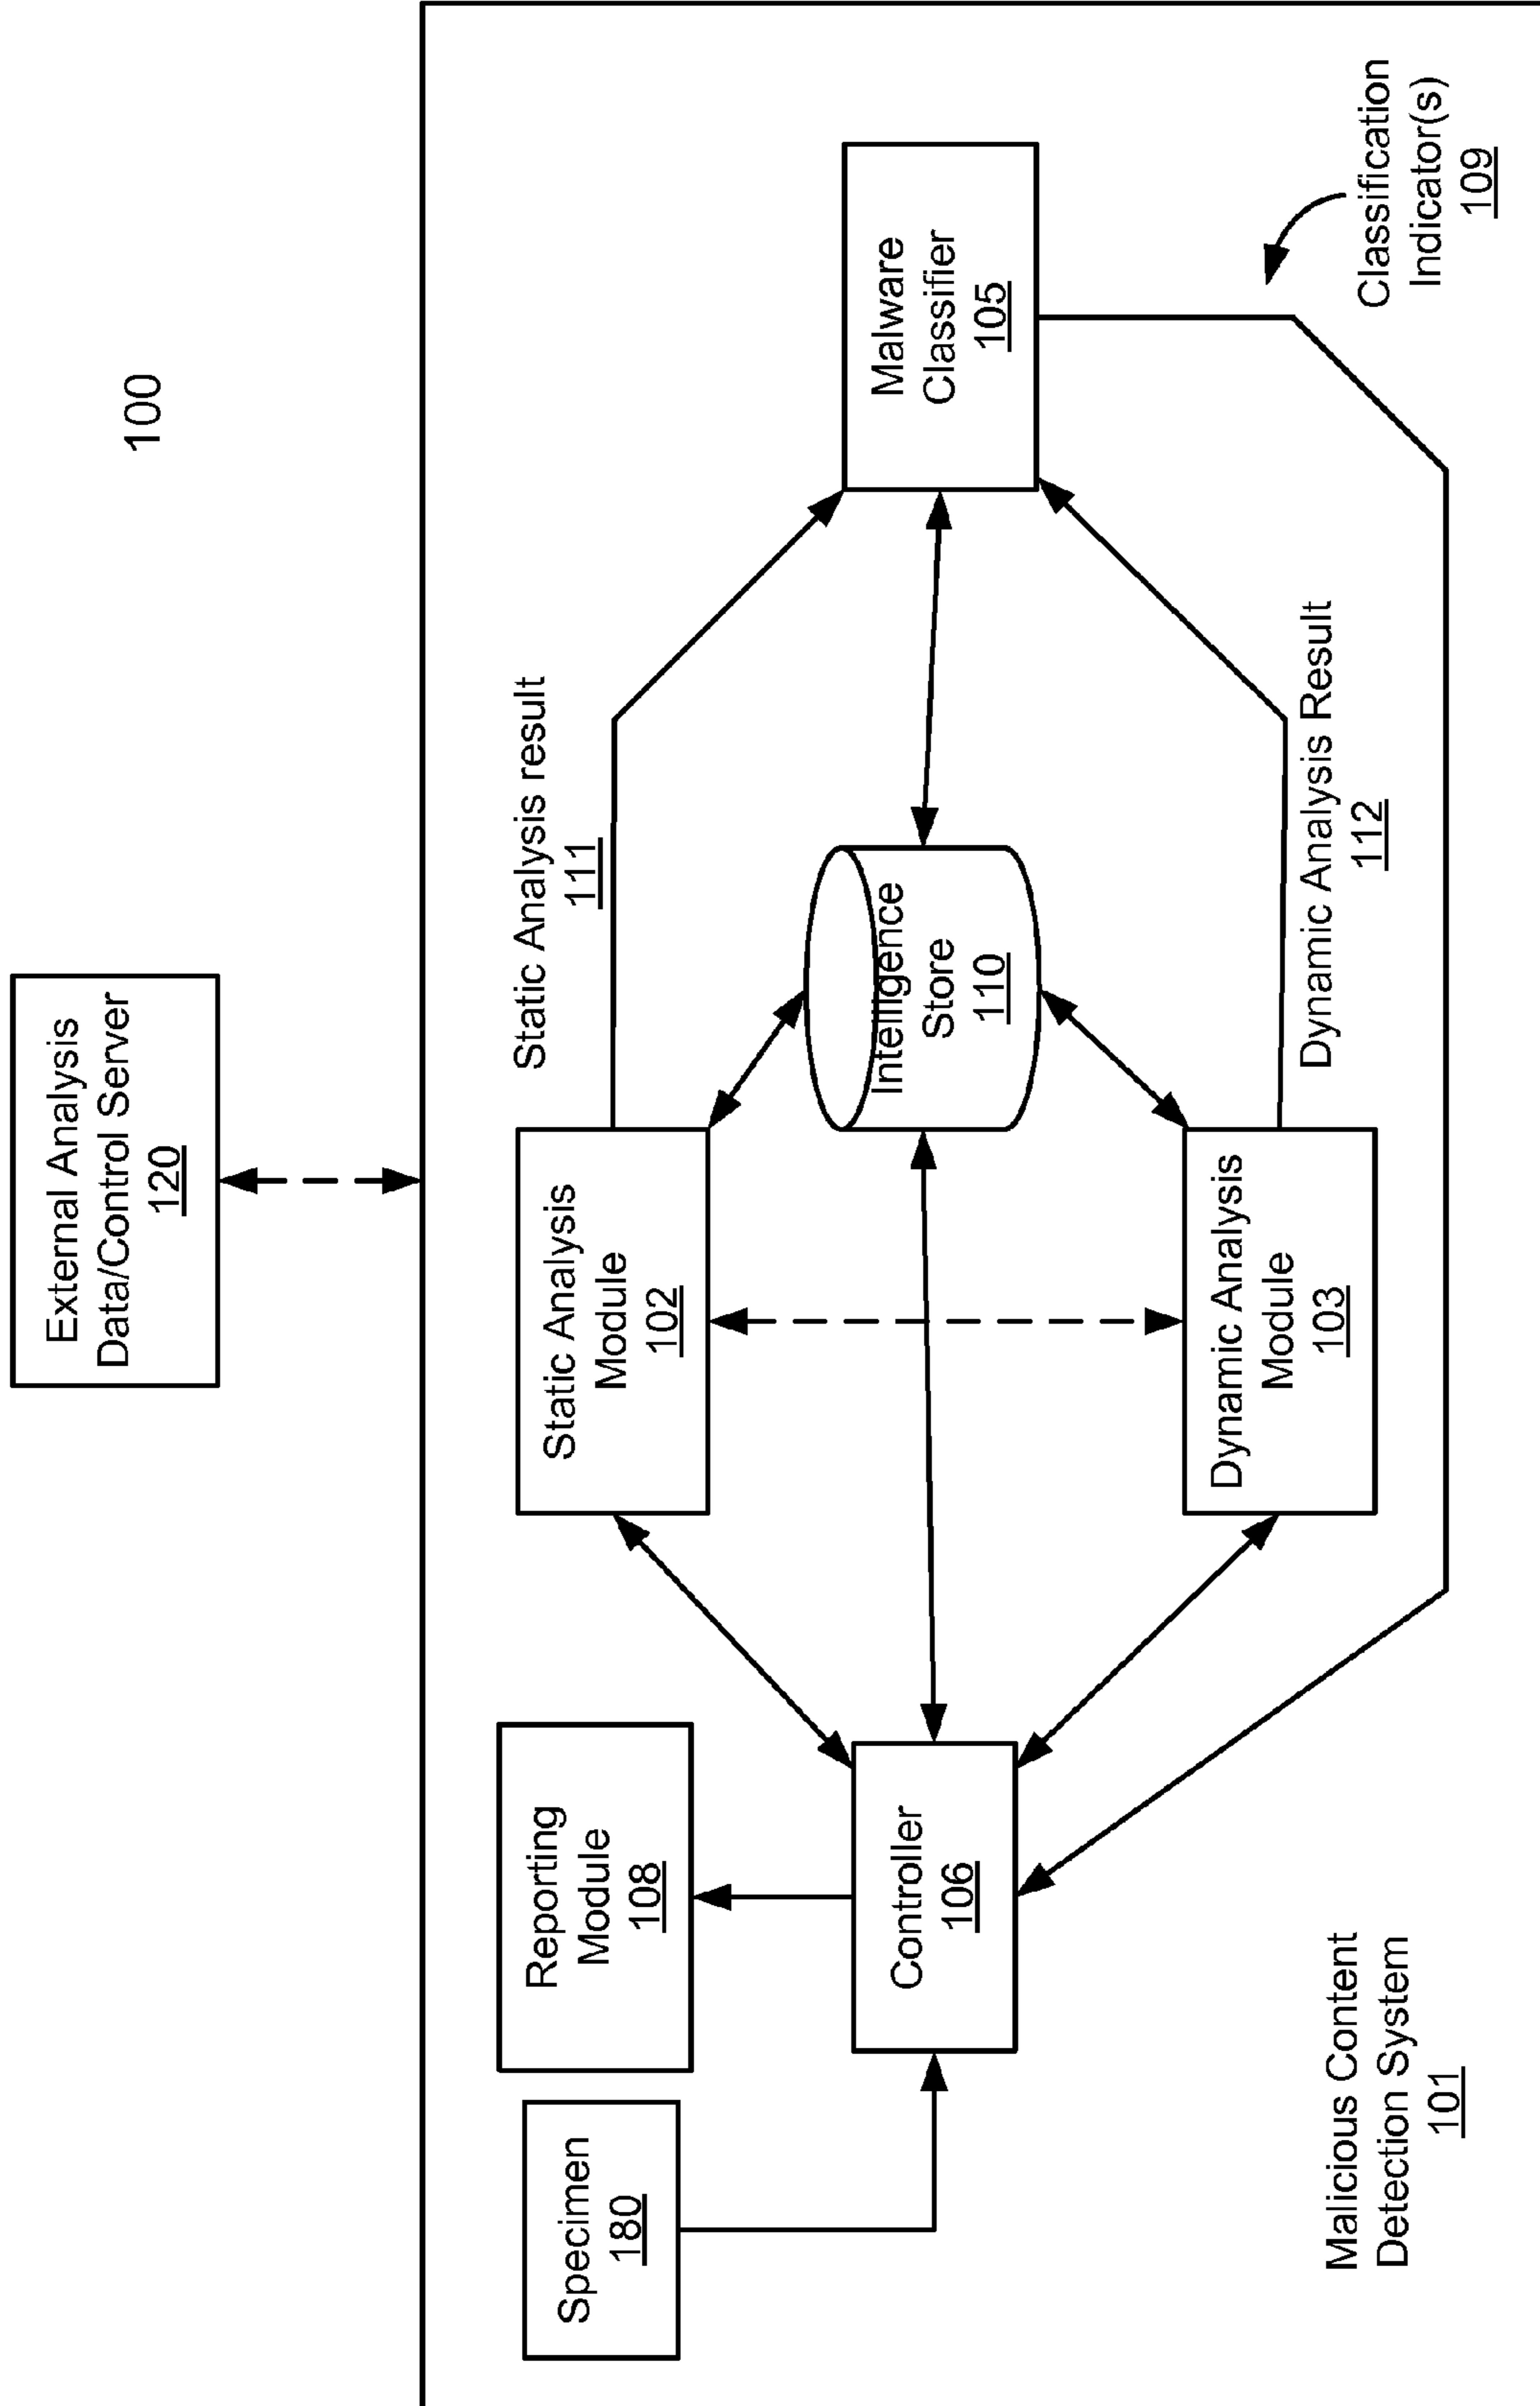 100
External Analysis
Data/Control Server
120
Specimen
180
Reporting
Module
108
Static Analysis
Module
102
Static Analysis result
111
Controller
106
Intelligence
Store
110
Malware
Classifier
105
Dynamic Analysis
Module
103
Dynamic Analysis Result
112
Malicious Content
Detection System
101
Classification
Indicator(s)
109